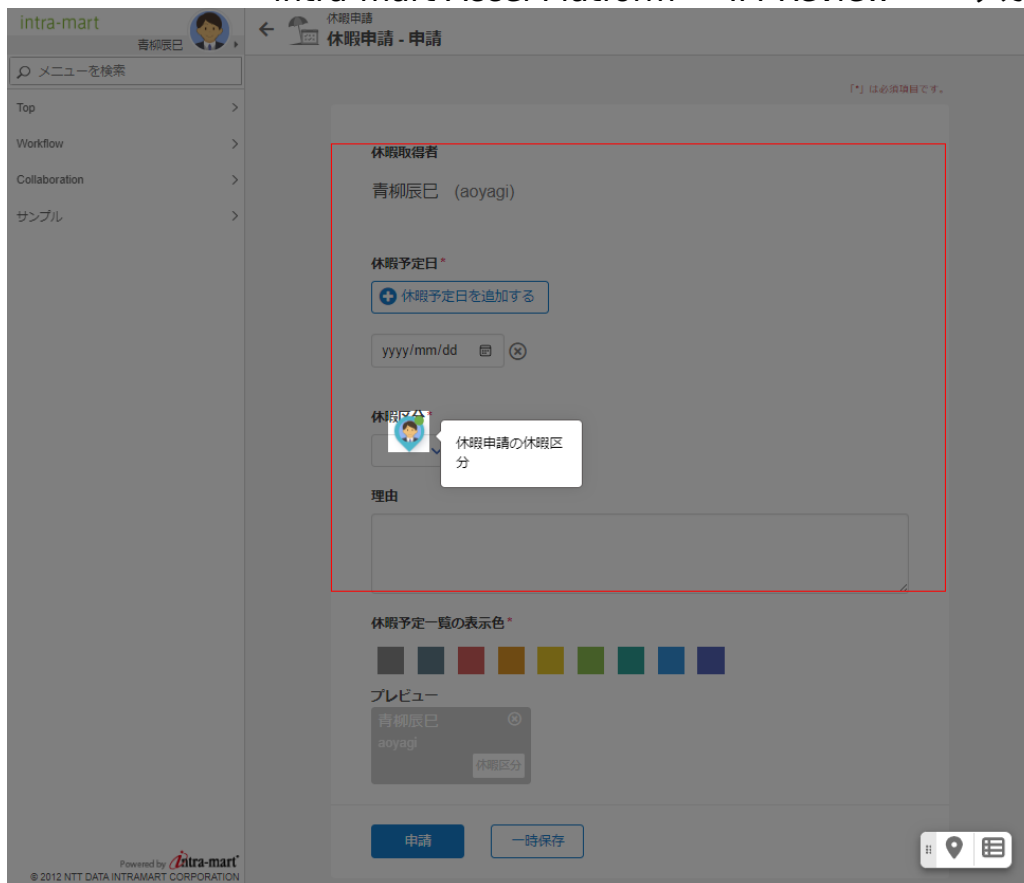 intra-mart
青柳辰巳
メニューを検索
Top
Workflow
Collaboration
サンプル
休暇申請
休暇申請 - 申請
「*」は必須項目です。
休暇取得者
青柳辰巳 (aoyagi)
休暇予定日*
休暇予定日を追加する
yyyy/mm/dd
休暇区分*
休暇申請の休暇区
分
理由
休暇予定一覧の表示色*
プレビュー
青柳辰巳
aoyagi
休暇区分
申請
一時保存
Powered by intra-mart
© 2012 NTT DATA INTRAMART CORPORATION